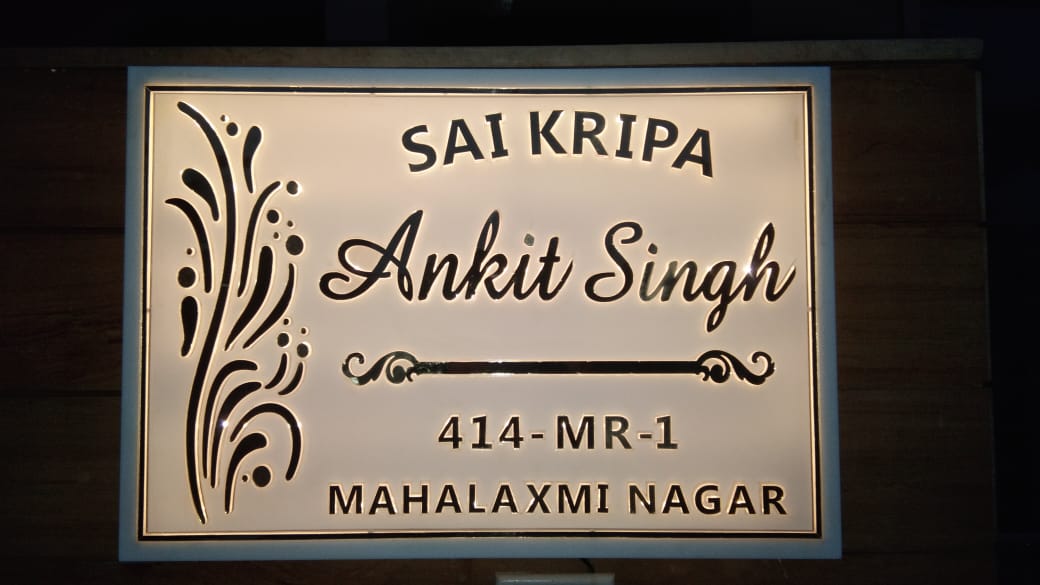 SAI KRIPA
Ankit Singh
414-MR-1
MAHALAXMI NAGAR